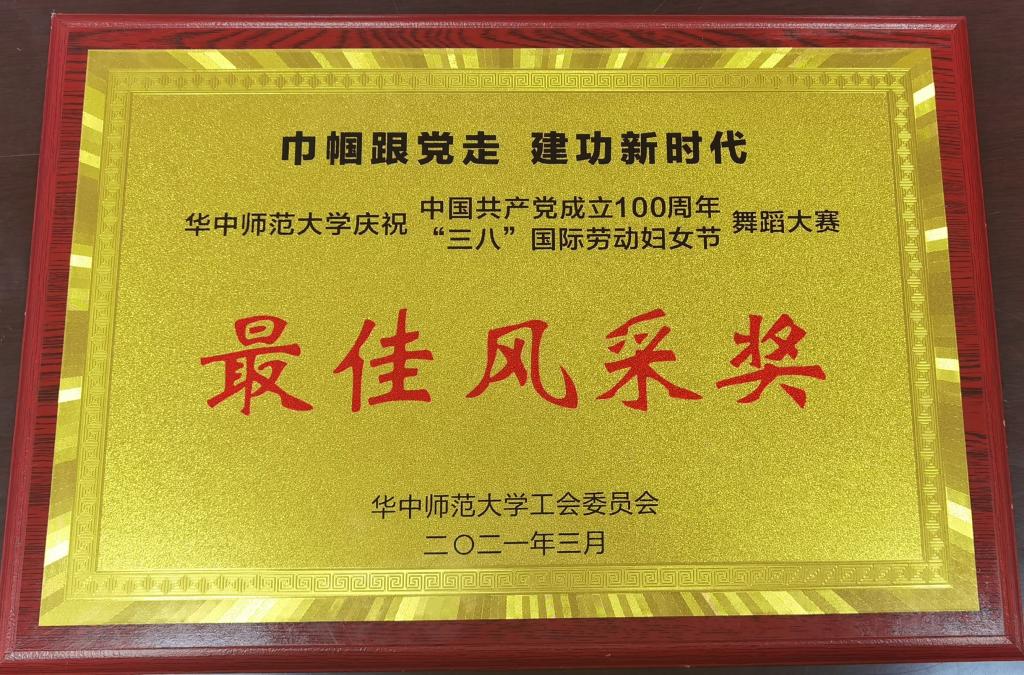 巾帼跟党走 建功新时代
华中师范大学庆祝 中国共产党成立100周年 “三八”国际劳动妇女节 舞蹈大赛
最佳风采奖
华中师范大学工会委员会
二〇二一年三月